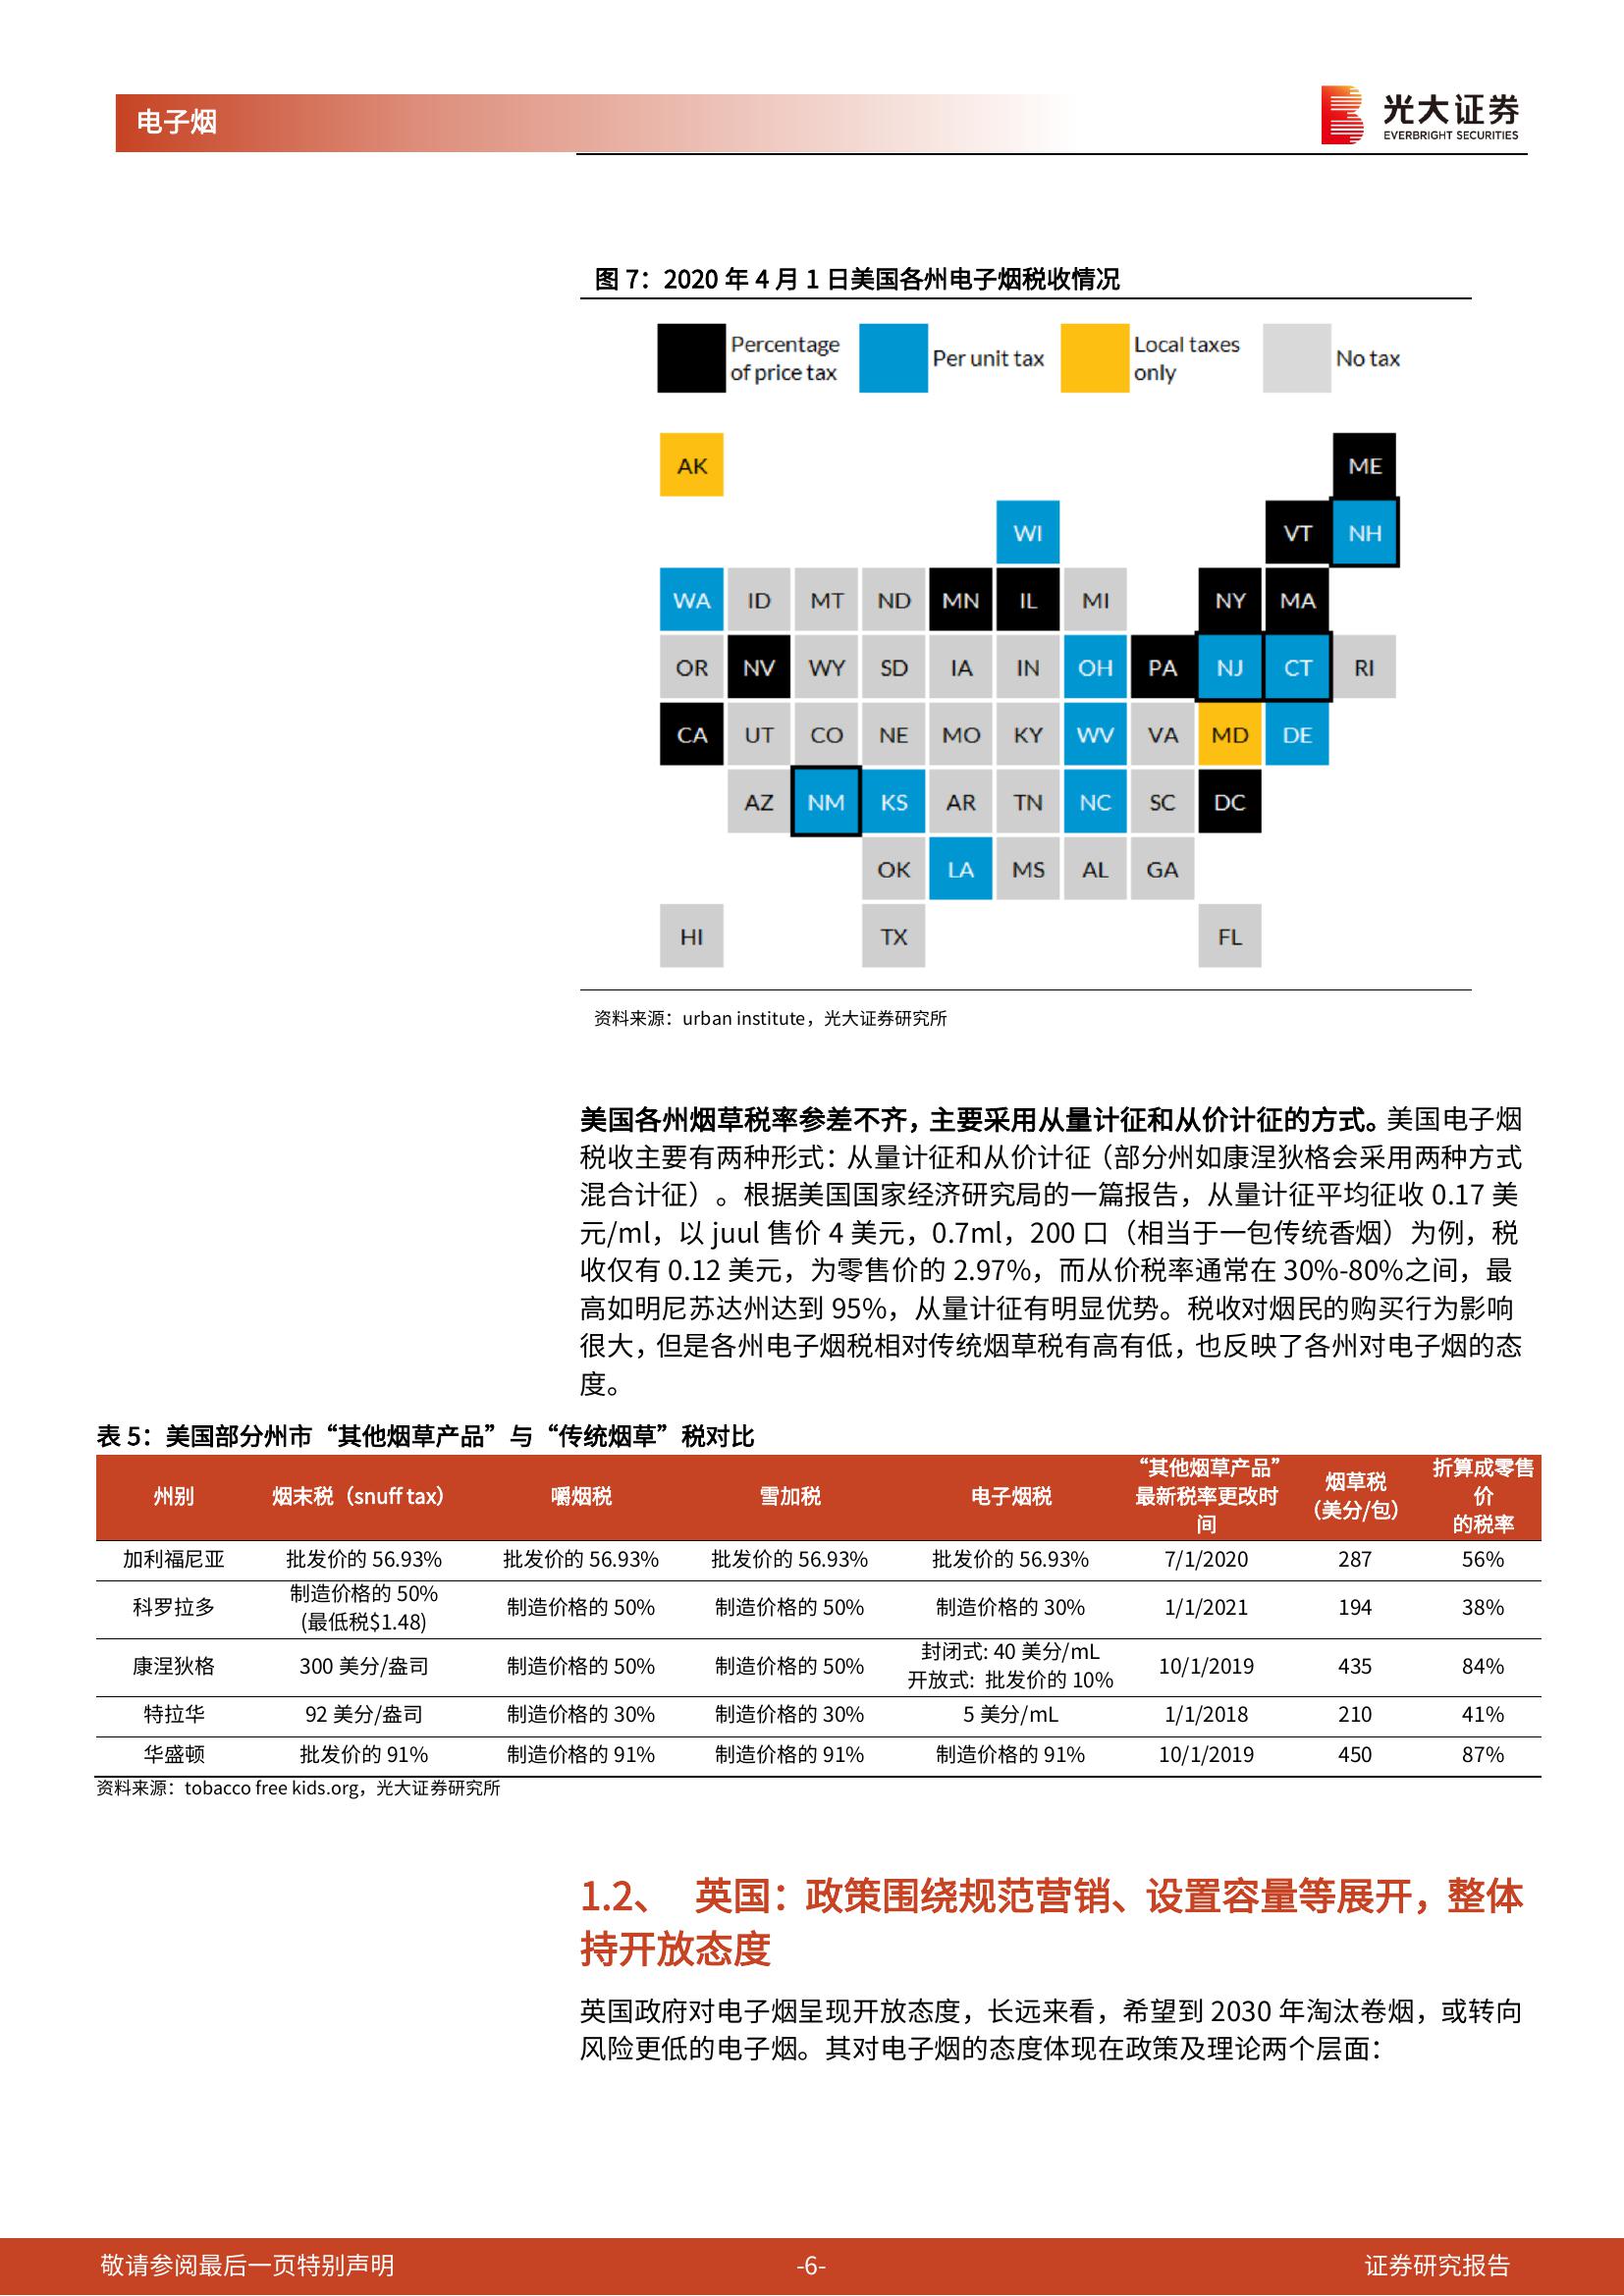 电子烟
光大证券
EVERBRIGHT SECURITIES
图 7：2020 年 4 月 1 日美国各州电子烟税收情况
Percentage of price tax
Per unit tax
Local taxes only
No tax
AK ME
WI VT NH
WA ID MT ND MN IL MI NY MA
OR NV WY SD IA IN OH PA NJ CT RI
CA UT CO NE MO KY WV VA MD DE
AZ NM KS AR TN NC SC DC
OK LA MS AL GA
HI TX FL
资料来源：urban institute，光大证券研究所
美国各州烟草税率参差不齐，主要采用从量计征和从价计征的方式。美国电子烟
税收主要有两种形式：从量计征和从价计征（部分州如康涅狄格会采用两种方式
混合计征）。根据美国国家经济研究局的一篇报告，从量计征平均征收 0.17 美
元/ml，以 juul 售价 4 美元，0.7ml，200 口（相当于一包传统香烟）为例，税
收仅有 0.12 美元，为零售价的 2.97%，而从价税率通常在 30%-80%之间，最
高如明尼苏达州达到 95%，从量计征有明显优势。税收对烟民的购买行为影响
很大，但是各州电子烟税相对传统烟草税有高有低，也反映了各州对电子烟的态
度。
表 5：美国部分州市“其他烟草产品”与“传统烟草”税对比
州别 烟末税（snuff tax） 嚼烟税 雪加税 电子烟税 “其他烟草产品”最新税率更改时间 烟草税（美分/包） 折算成零售价的税率
加利福尼亚 批发价的 56.93% 批发价的 56.93% 批发价的 56.93% 批发价的 56.93% 7/1/2020 287 56%
科罗拉多 制造价格的 50% (最低税$1.48) 制造价格的 50% 制造价格的 50% 制造价格的 30% 1/1/2021 194 38%
康涅狄格 300 美分/盎司 制造价格的 50% 制造价格的 50% 封闭式: 40 美分/mL 开放式: 批发价的 10% 10/1/2019 435 84%
特拉华 92 美分/盎司 制造价格的 30% 制造价格的 30% 5 美分/mL 1/1/2018 210 41%
华盛顿 批发价的 91% 制造价格的 91% 制造价格的 91% 制造价格的 91% 10/1/2019 450 87%
资料来源：tobacco free kids.org，光大证券研究所
1.2、 英国：政策围绕规范营销、设置容量等展开，整体
持开放态度
英国政府对电子烟呈现开放态度，长远来看，希望到 2030 年淘汰卷烟，或转向
风险更低的电子烟。其对电子烟的态度体现在政策及理论两个层面：
敬请参阅最后一页特别声明 -6- 证券研究报告